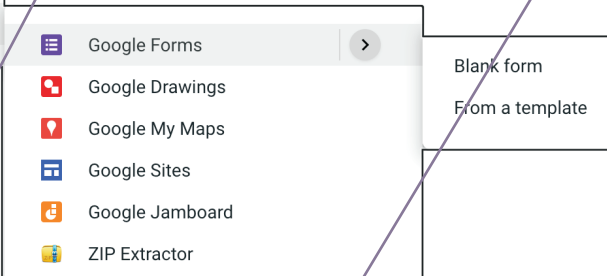 Google Forms
Blank form
From a template
Google Drawings
Google My Maps
Google Sites
Google Jamboard
ZIP Extractor